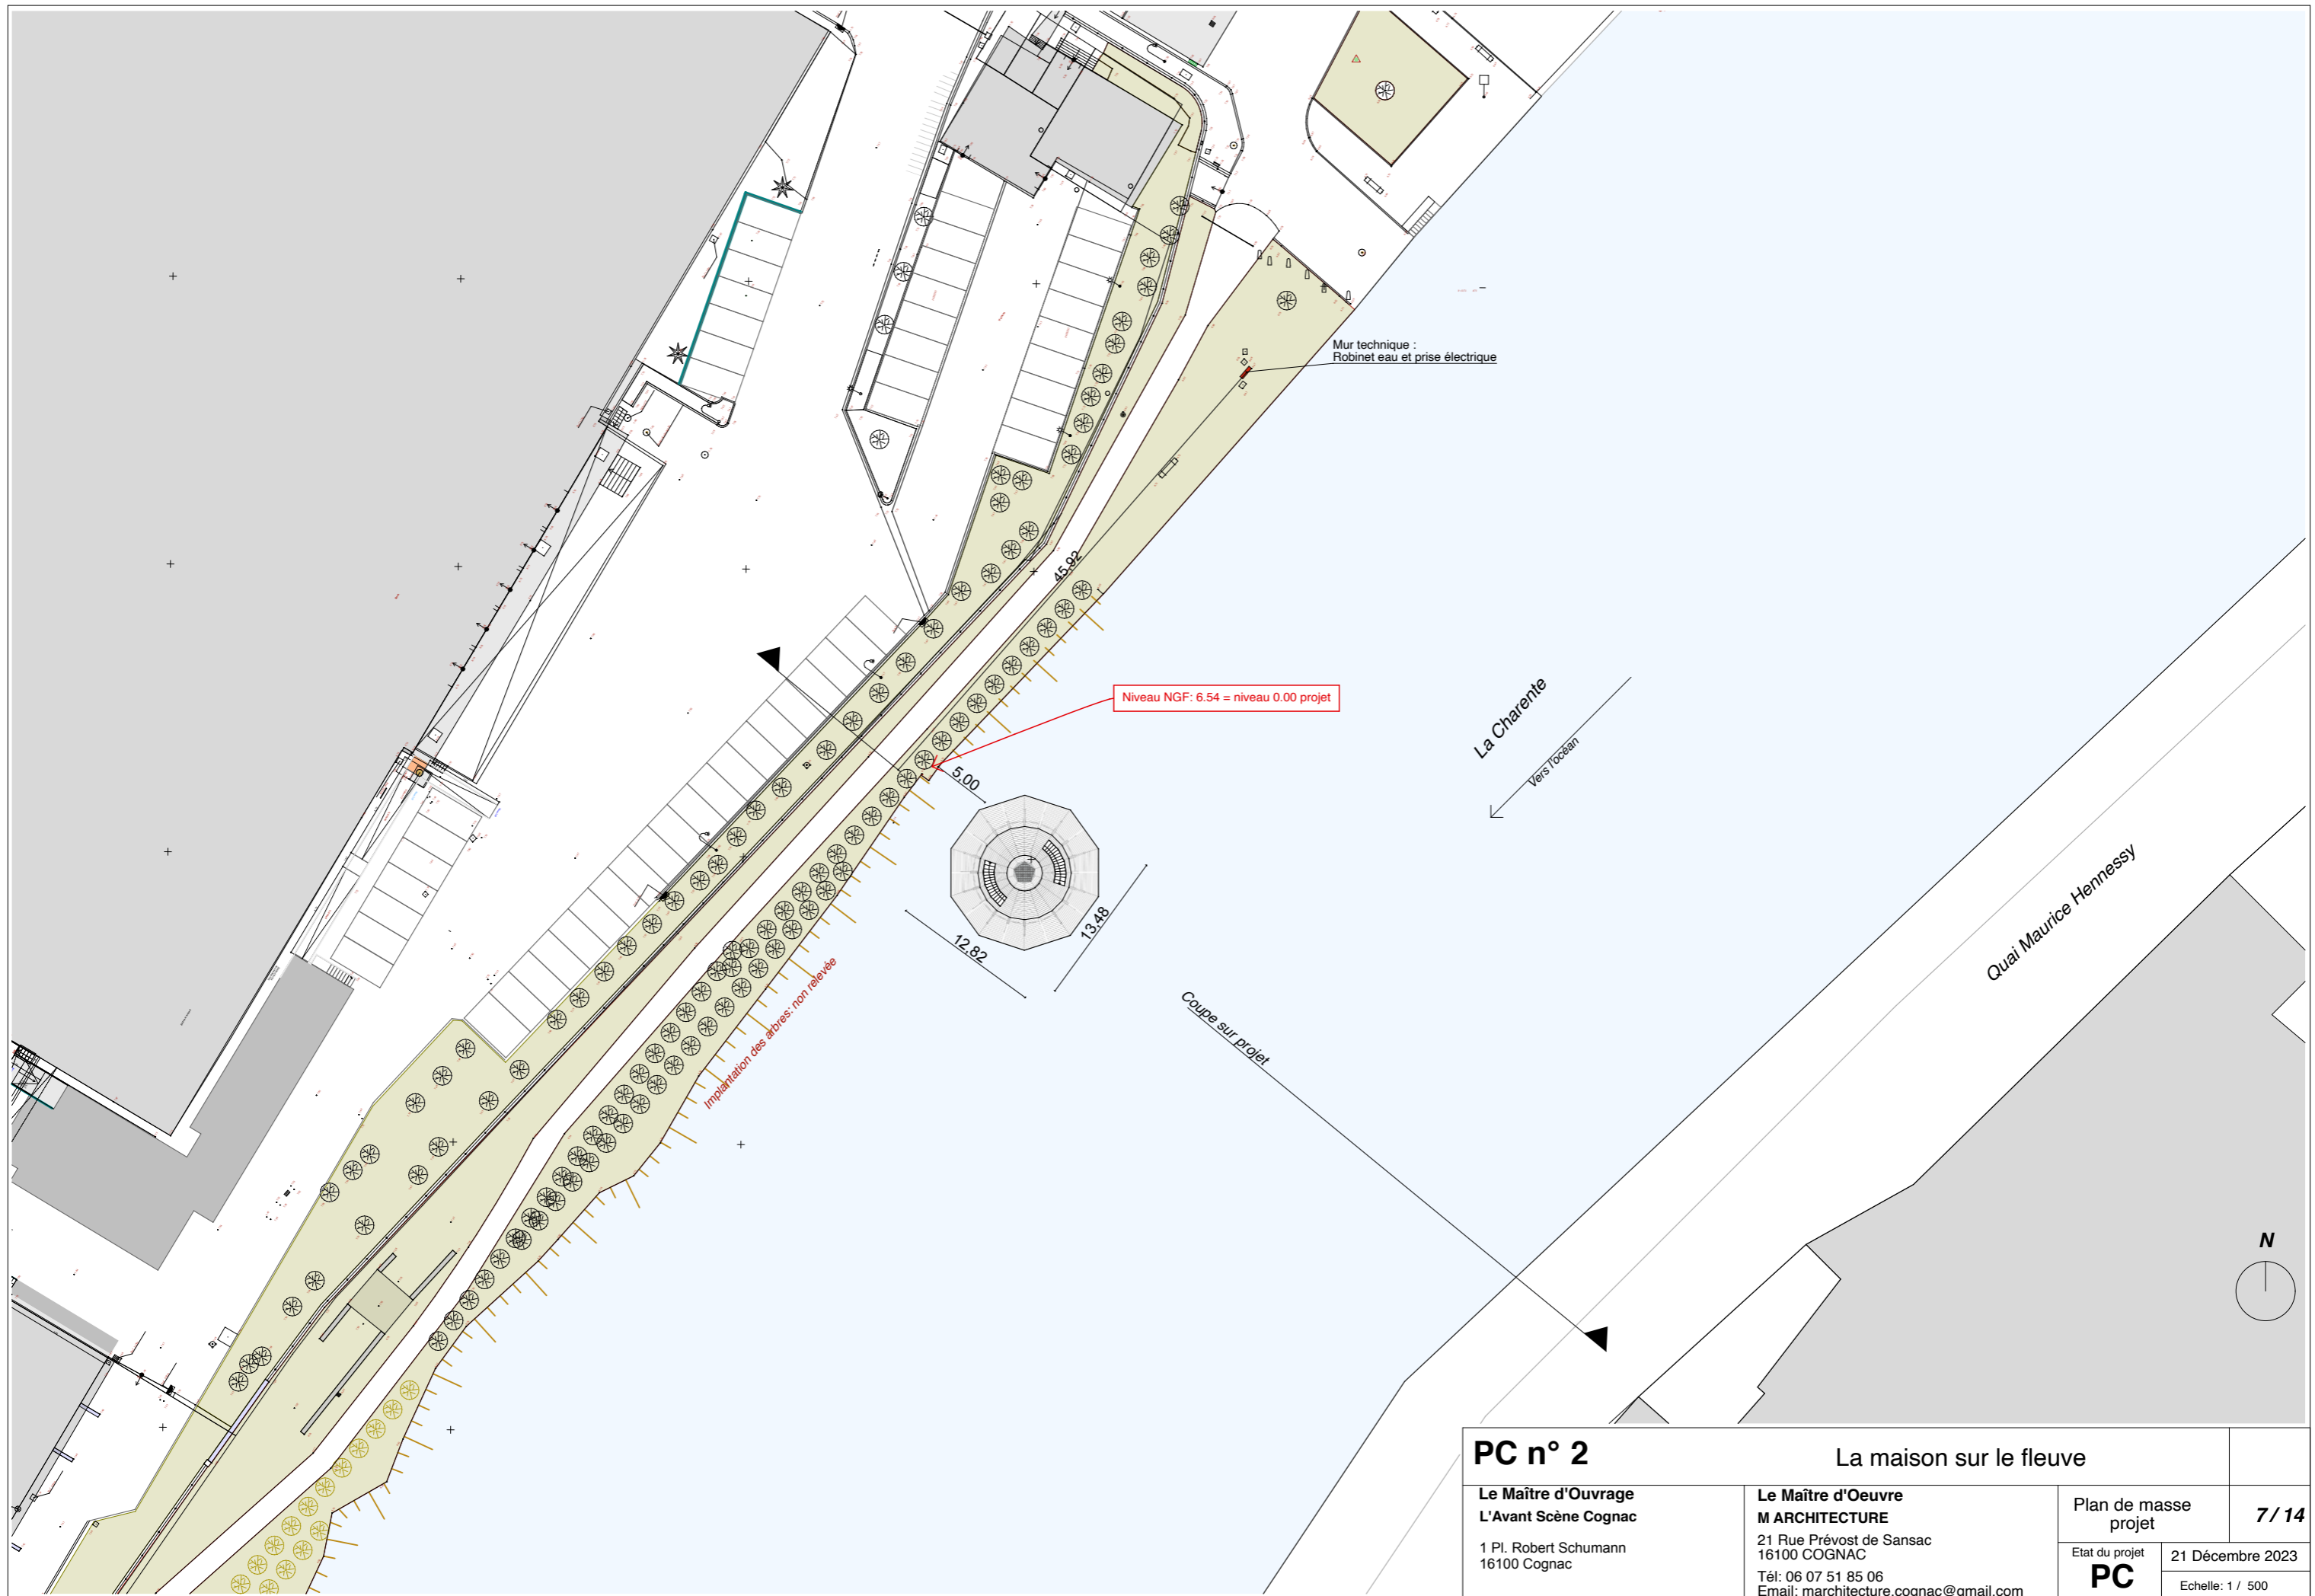 Mur technique :
Robinet eau et prise électrique
45,92
Niveau NGF: 6.54 = niveau 0.00 projet
La Charente
Vers l'océan
5,00
Quai Maurice Hennessy
13,48
12,82
Implantation des arbres: non relevée
Coupe sur projet
N
PC n° 2
La maison sur le fleuve
Le Maître d'Ouvrage
L'Avant Scène Cognac
1 Pl. Robert Schumann
16100 Cognac
Le Maître d'Oeuvre
M ARCHITECTURE
21 Rue Prévost de Sansac
16100 COGNAC
Tél: 06 07 51 85 06
Email: marchitecture.cognac@gmail.com
Plan de masse
projet
7 / 14
Etat du projet
PC
21 Décembre 2023
Echelle: 1 / 500